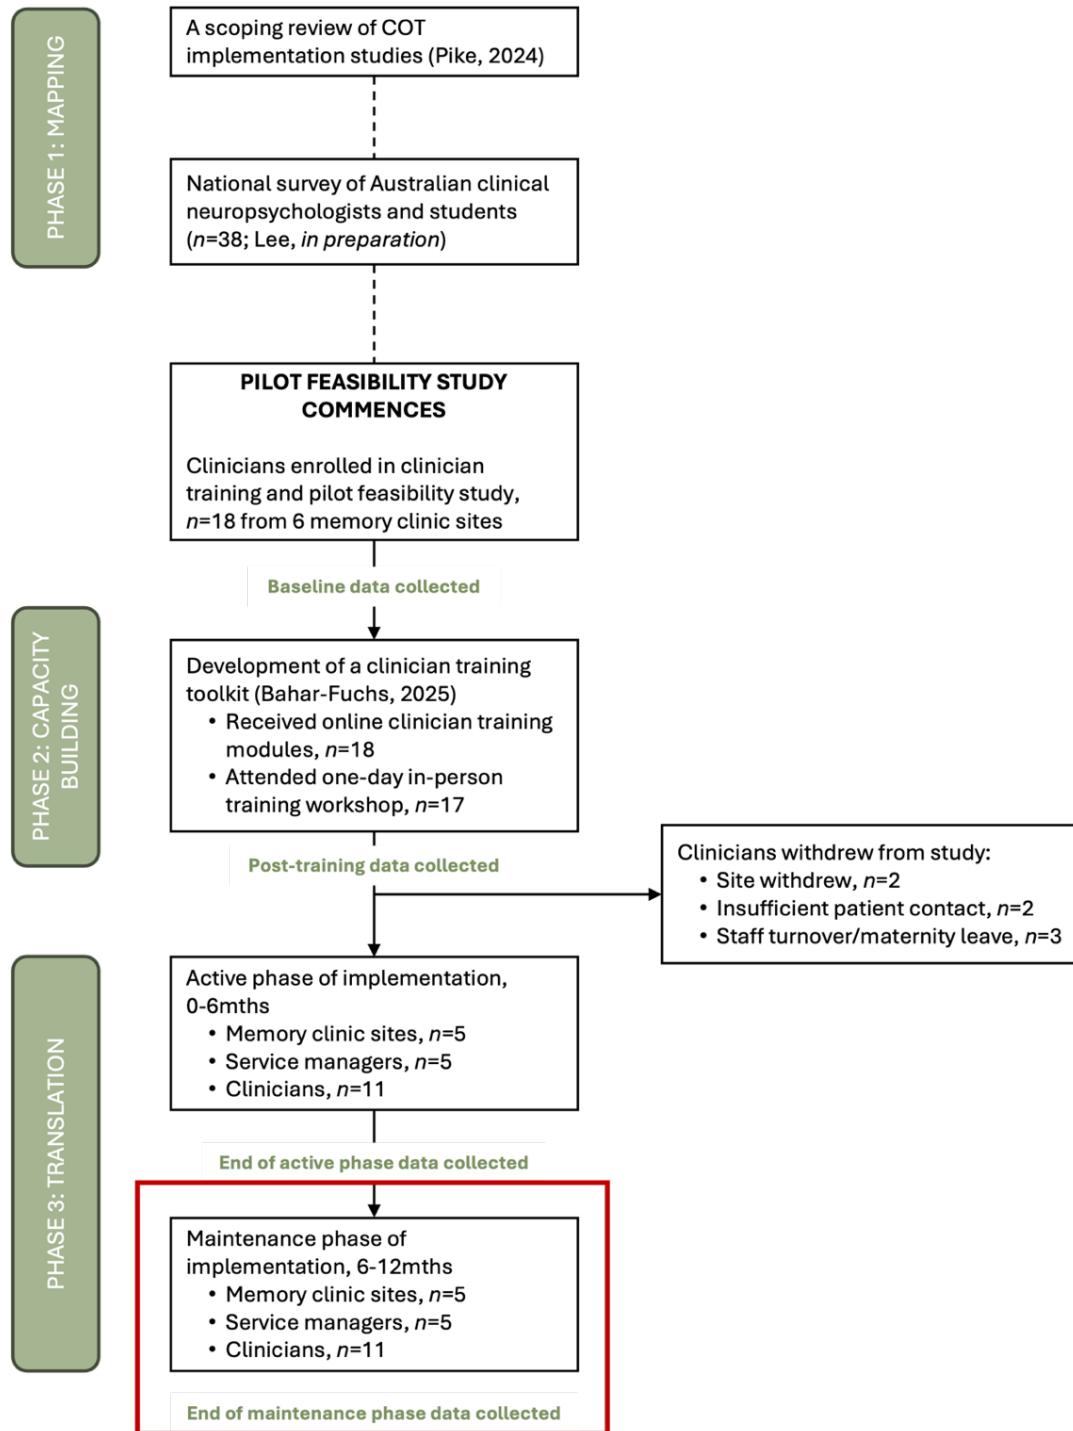 PHASE 1: MAPPING
A scoping review of COT
implementation studies (Pike, 2024)
National survey of Australian clinical
neuropsychologists and students
(n=38; Lee, in preparation)
PILOT FEASIBILITY STUDY
COMMENCES
Clinicians enrolled in clinician
training and pilot feasibility study,
n=18 from 6 memory clinic sites
Baseline data collected
PHASE 2: CAPACITY
BUILDING
Development of a clinician training
toolkit (Bahar-Fuchs, 2025)
• Received online clinician training
modules, n=18
• Attended one-day in-person
training workshop, n=17
Post-training data collected
Clinicians withdrew from study:
• Site withdrew, n=2
• Insufficient patient contact, n=2
• Staff turnover/maternity leave, n=3
PHASE 3: TRANSLATION
Active phase of implementation,
0-6mths
• Memory clinic sites, n=5
• Service managers, n=5
• Clinicians, n=11
End of active phase data collected
Maintenance phase of
implementation, 6-12mths
• Memory clinic sites, n=5
• Service managers, n=5
• Clinicians, n=11
End of maintenance phase data collected